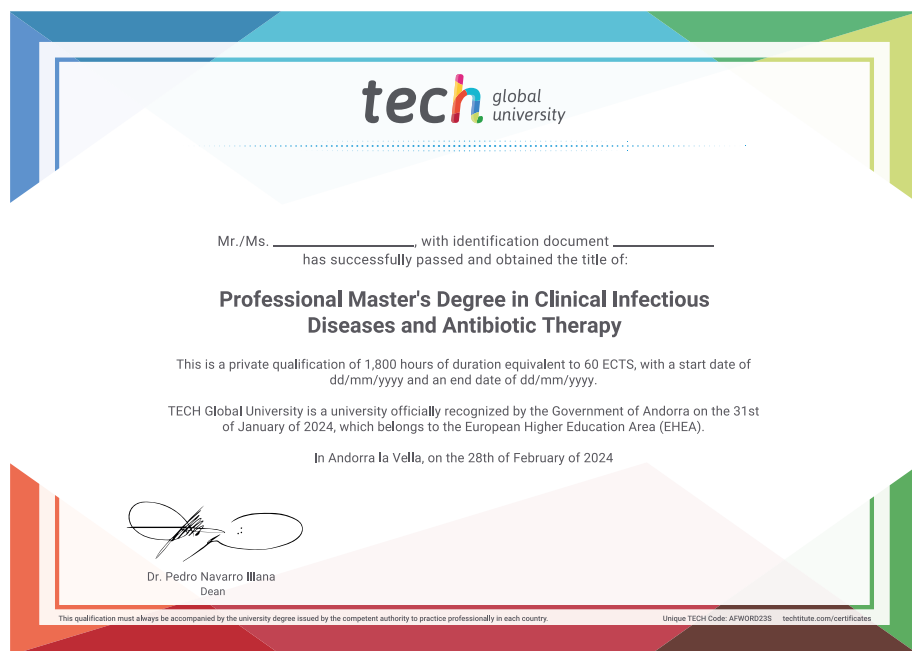 tech global university
Mr./Ms. ____________, with identification document ____________
has successfully passed and obtained the title of:
Professional Master's Degree in Clinical Infectious
Diseases and Antibiotic Therapy
This is a private qualification of 1,800 hours of duration equivalent to 60 ECTS, with a start date of
dd/mm/yyyy and an end date of dd/mm/yyyy.
TECH Global University is a university officially recognized by the Government of Andorra on the 31st
of January of 2024, which belongs to the European Higher Education Area (EHEA).
In Andorra la Vella, on the 28th of February of 2024
Dr. Pedro Navarro Illana
Dean
This qualification must always be accompanied by the university degree issued by the competent authority to practice professionally in each country.
Unique TECH Code: AFWORD23S techtitute.com/certificates